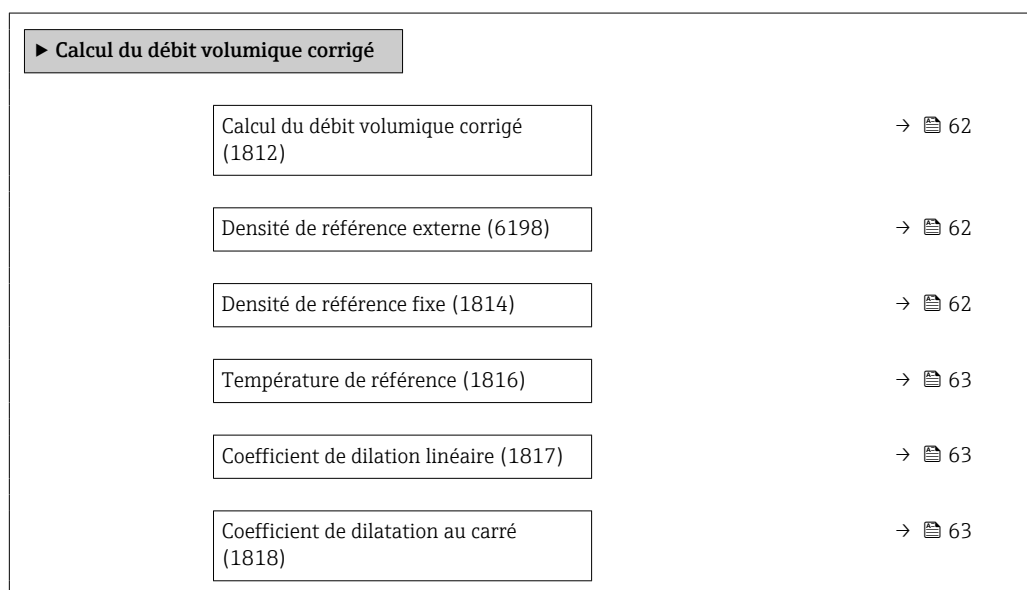 ▶ Calcul du débit volumique corrigé
Calcul du débit volumique corrigé → 62
(1812)
Densité de référence externe (6198) → 62
Densité de référence fixe (1814) → 62
Température de référence (1816) → 63
Coefficient de dilation linéaire (1817) → 63
Coefficient de dilatation au carré → 63
(1818)